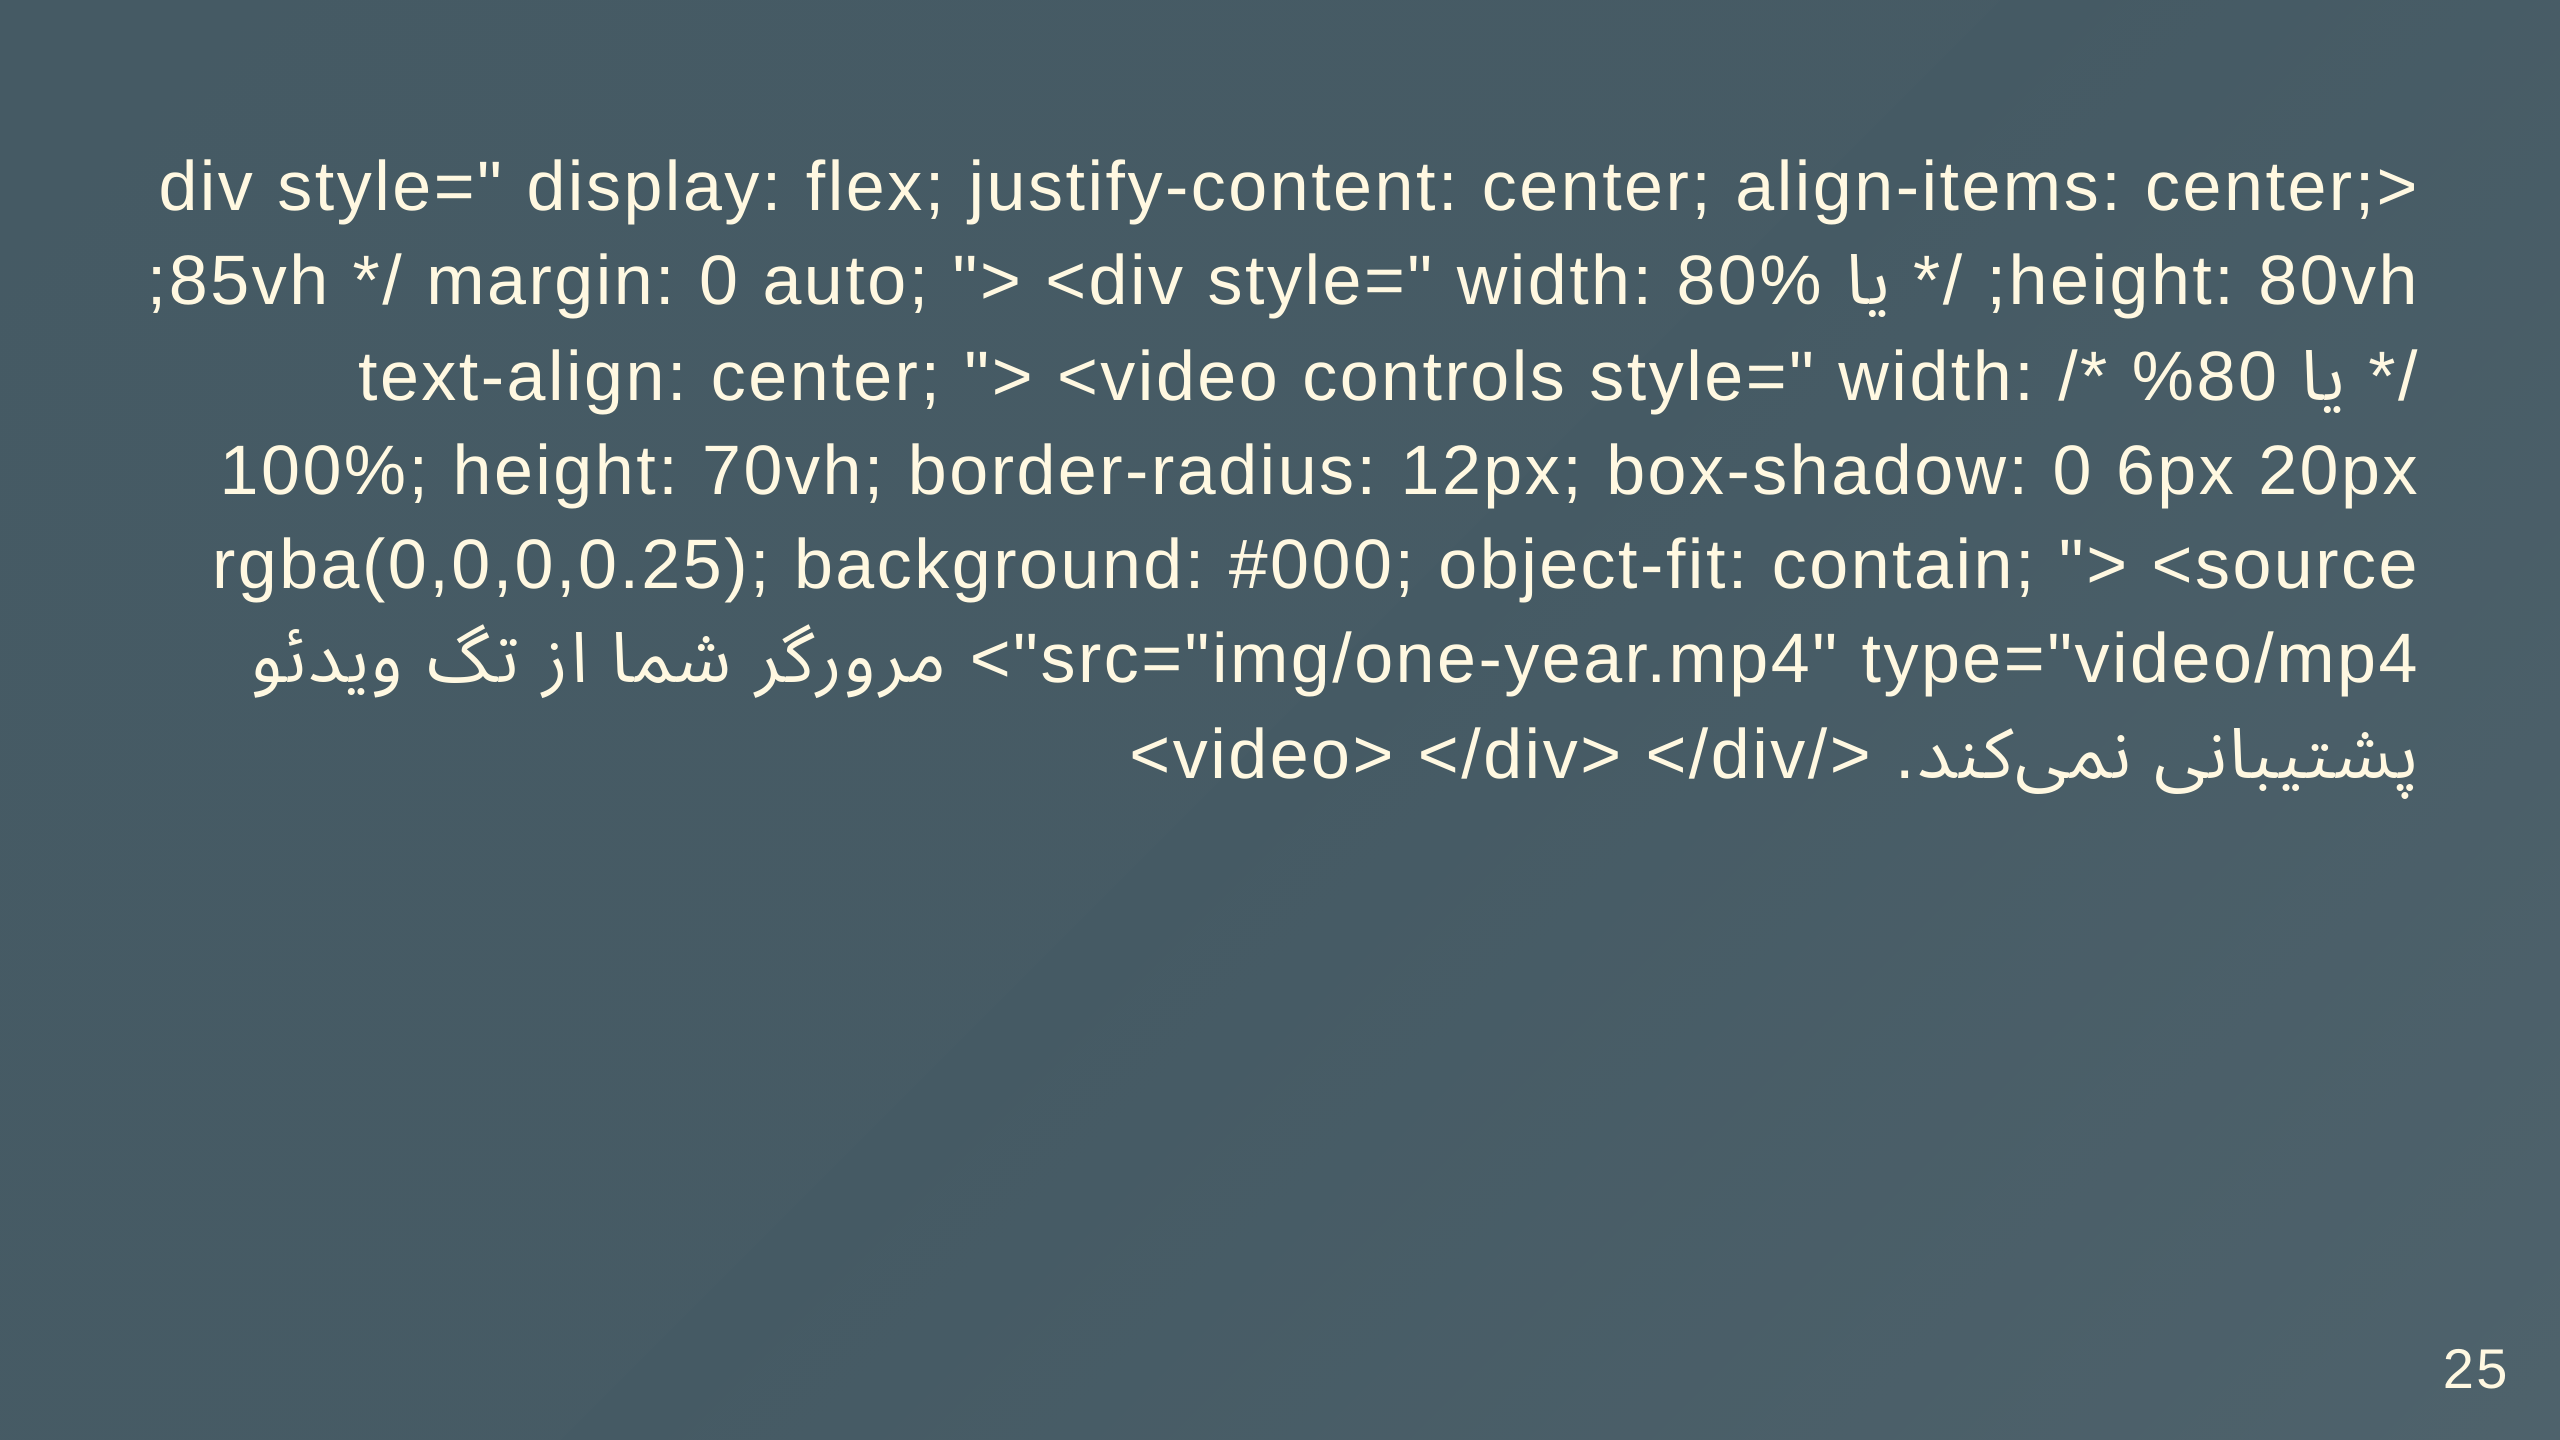 <div style=" display: flex; justify-content: center; align-items: center;
height: 80vh; /* یا 85vh */ margin: 0 auto; "> <div style=" width: 80%;
/* یا 80% */ text-align: center; "> <video controls style=" width:
100%; height: 70vh; border-radius: 12px; box-shadow: 0 6px 20px
rgba(0,0,0,0.25); background: #000; object-fit: contain; "> <source
src="img/one-year.mp4" type="video/mp4"> مرورگر شما از تگ ویدئو
پشتیبانی نمی‌کند. </video> </div> </div>
25